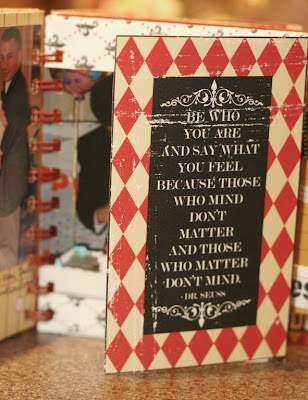 BE WHO
YOU ARE
AND SAY WHAT
YOU FEEL
BECAUSE THOSE
WHO MIND
DON'T
MATTER
AND THOSE
WHO MATTER
DON'T MIND.
-DR SEUSS